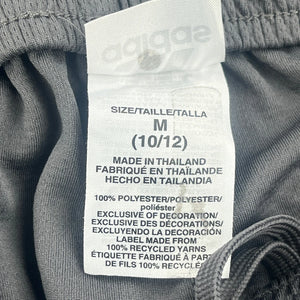 adidas
SIZE/TAILLE/TALLA
M
(10/12)
MADE IN THAILAND
FABRIQUÉ EN THAÏLANDE
HECHO EN TAILANDIA
100% POLYESTER/POLYESTER/
poliéster
EXCLUSIVE OF DECORATION/
EXCLUSIVE DES DÉCORATIONS/
EXCLUYENDO LA DECORACIÓN
LABEL MADE FROM
100% RECYCLED YARNS
ÉTIQUETTE FABRIQUÉ À PARTIR
DE FILS 100% RECYCLÉS